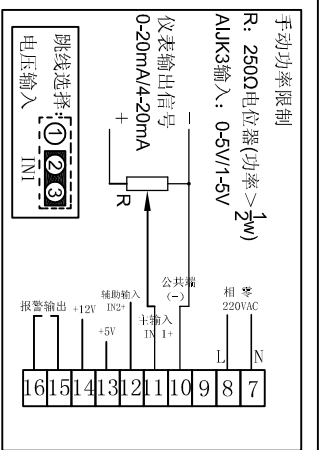 手动功率限制
R：250Ω电位器(功率＞1/2W)
AIJK3输入：0-5V/1-5V
仪表输出信号
0-20mA/4-20mA
+
−
R
跳线选择：
电压输入
① ② ③
IN1
公共端
(−)
主输入
IN I+
辅助输入
IN2+
+5V
+12V
报警输出
相 零
220VAC
L N
16 15 14 13 12 11 10 9 8 7